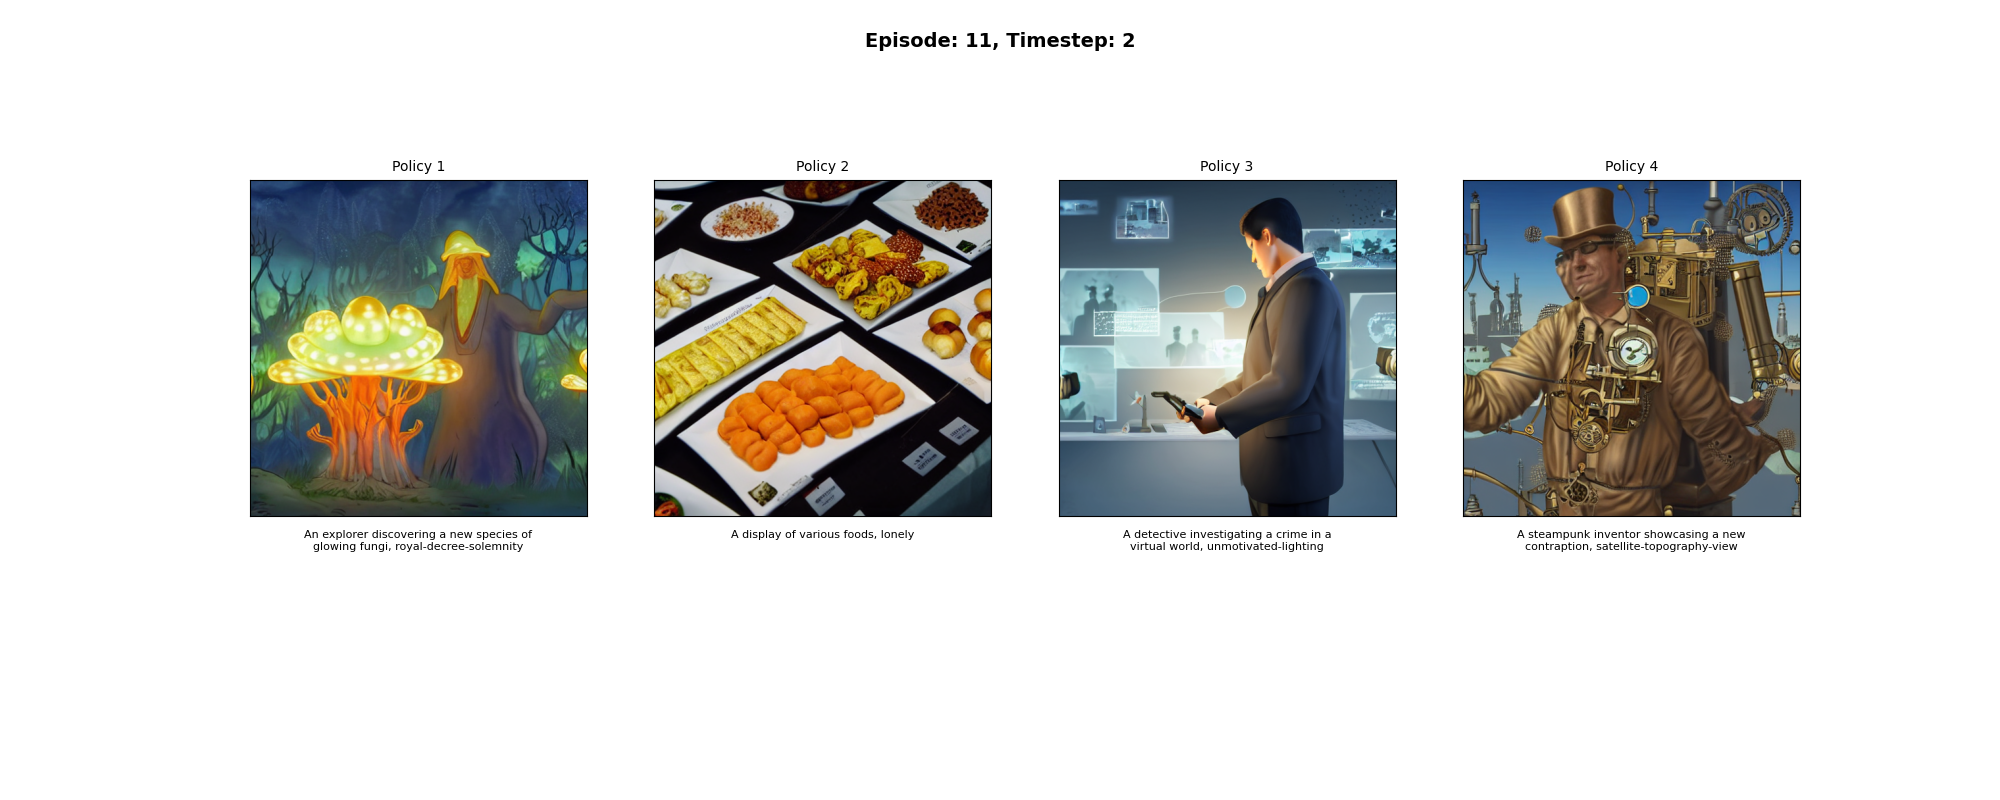 Episode: 11, Timestep: 2
Policy 1
Policy 2
Policy 3
Policy 4
An explorer discovering a new species of
glowing fungi, royal-decree-solemnity
A display of various foods, lonely
A detective investigating a crime in a
virtual world, unmotivated-lighting
A steampunk inventor showcasing a new
contraption, satellite-topography-view